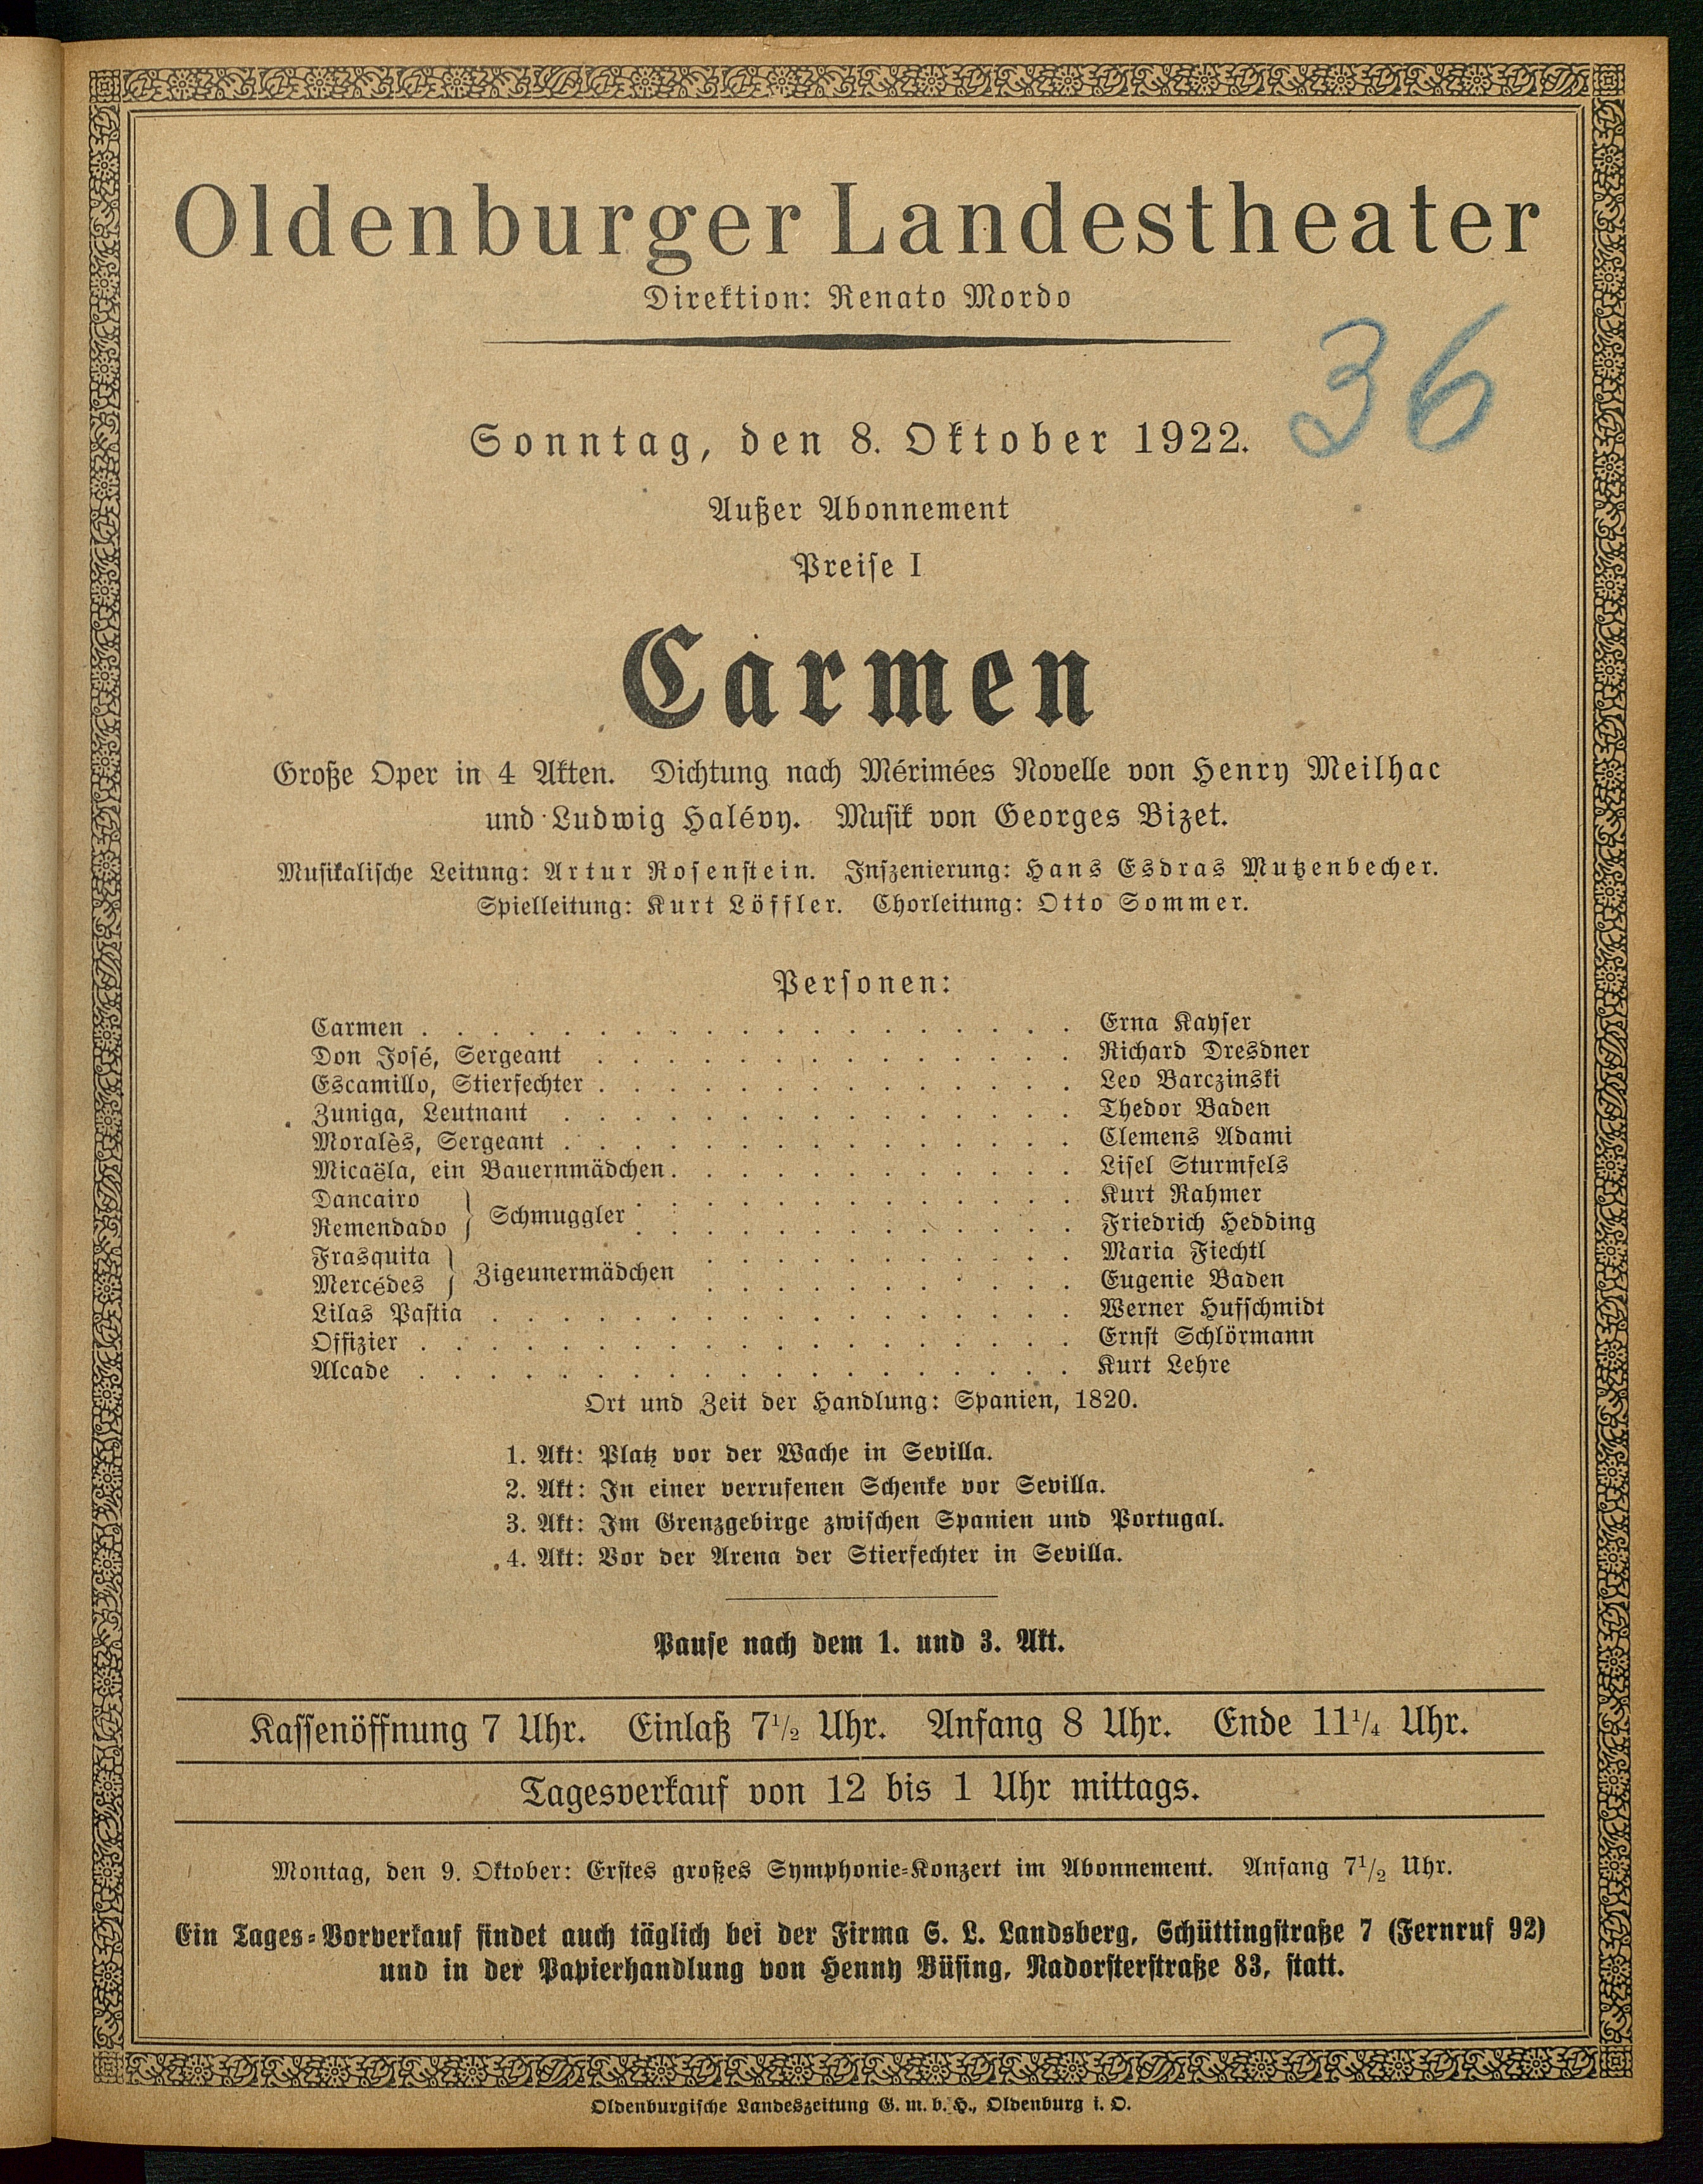 Oldenburger Landestheater
Direktion: Renato Mordo
36
Sonntag, den 8. Oktober 1922.
Außer Abonnement
Preise I
Carmen
Große Oper in 4 Akten. Dichtung nach Mérimées Novelle von Henry Meilhac
und Ludwig Halévy. Musik von Georges Bizet.
Musikalische Leitung: Artur Rosenstein. Inszenierung: Hans Esdras Mutzenbecher.
Spielleitung: Kurt Löffler. Chorleitung: Otto Sommer.
Personen:
Carmen . . . . . . . . . . . . . . . . . . . Erna Kayser
Don José, Sergeant . . . . . . . . . . . . . . Richard Dresdner
Escamillo, Stierfechter . . . . . . . . . . . . . . Leo Barczinski
Zuniga, Leutnant . . . . . . . . . . . . . . . Thedor Baden
Moralès, Sergeant . . . . . . . . . . . . . . . Clemens Adami
Micaëla, ein Bauernmädchen . . . . . . . . . . . . Lisel Sturmfels
Dancairo } Schmuggler . . . . . . . . . . . . . Kurt Rahmer
Remendado } . . . . . . . . . . . . . Friedrich Hedding
Frasquita } Zigeunermädchen . . . . . . . . . . . Maria Fiechtl
Mercédes } . . . . . . . . . . . Eugenie Baden
Lilas Pastia . . . . . . . . . . . . . . . . . Werner Hufschmidt
Offizier . . . . . . . . . . . . . . . . . . . Ernst Schlörmann
Alcade . . . . . . . . . . . . . . . . . . . Kurt Lehre
Ort und Zeit der Handlung: Spanien, 1820.
1. Akt: Platz vor der Wache in Sevilla.
2. Akt: In einer verrufenen Schenke vor Sevilla.
3. Akt: Im Grenzgebirge zwischen Spanien und Portugal.
4. Akt: Vor der Arena der Stierfechter in Sevilla.
Pause nach dem 1. und 3. Akt.
Kassenöffnung 7 Uhr. Einlaß 7½ Uhr. Anfang 8 Uhr. Ende 11¼ Uhr.
Tagesverkauf von 12 bis 1 Uhr mittags.
Montag, den 9. Oktober: Erstes großes Symphonie-Konzert im Abonnement. Anfang 7½ Uhr.
Ein Tages-Vorverkauf findet auch täglich bei der Firma S. L. Landsberg, Schüttingstraße 7 (Fernruf 92)
und in der Papierhandlung von Henny Büsing, Nadorsterstraße 83, statt.
Oldenburgische Landeszeitung G. m. b. H., Oldenburg i. O.